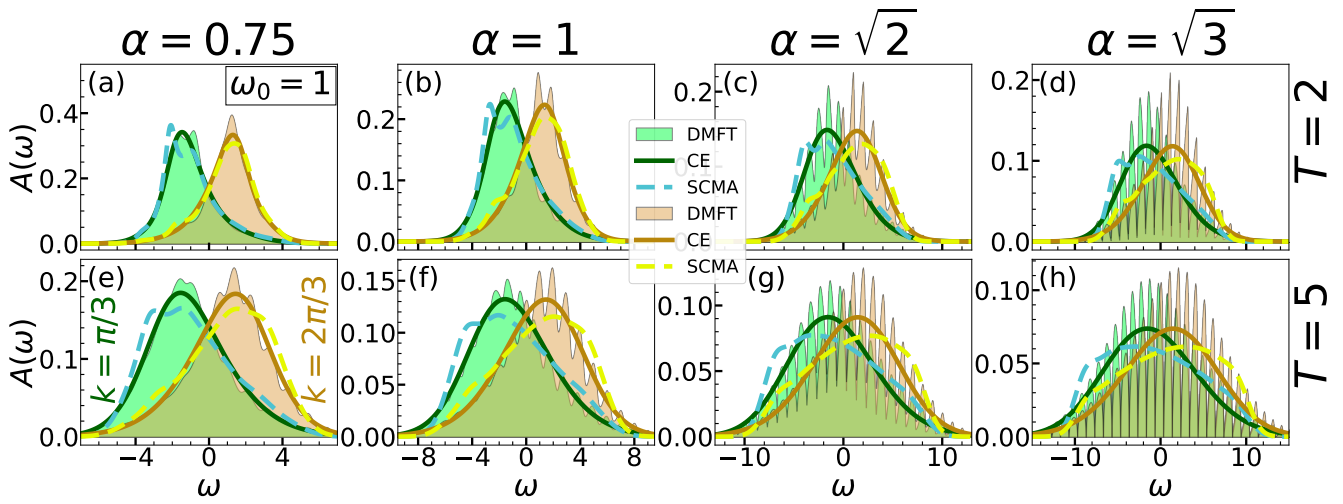 α = 0.75
α = 1
α = √2
α = √3
(a)
ω₀ = 1
(b)
(c)
(d)
A(ω)
0.4
0.2
0.0
0.2
0.1
0.0
0.2
0.2
0.1
0.0
T = 2
DMFT
CE
SCMA
DMFT
CE
SCMA
(e)
(f)
(g)
(h)
k = π/3
k = 2π/3
A(ω)
0.2
0.1
0.0
0.15
0.10
0.05
0.00
0.10
0.05
0.00
0.10
0.05
0.00
T = 5
−4 0 4
−8 −4 0 4 8
−10 0 10
−10 0 10
ω ω ω ω